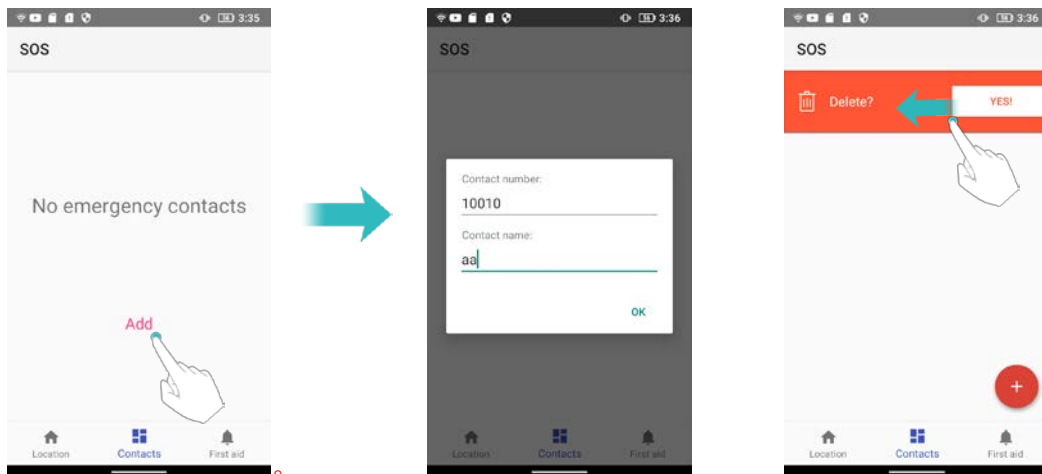 3:35
SOS
No emergency contacts
Add
Location
Contacts
First aid
3:36
SOS
Contact number:
10010
Contact name:
aa
OK
Location
Contacts
First aid
3:36
SOS
Delete?
YES!
+
Location
Contacts
First aid